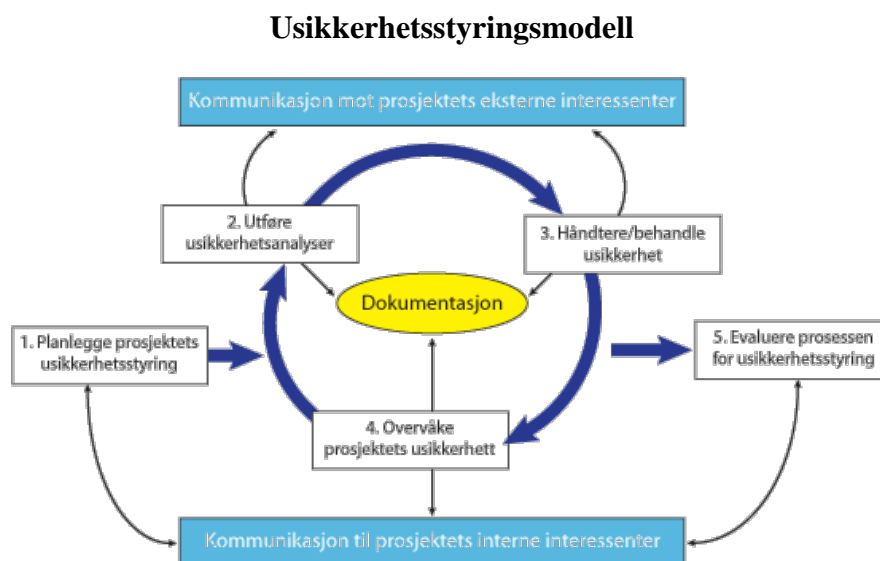 Usikkerhetsstyringsmodell
Kommunikasjon mot prosjektets eksterne interessenter
2. Utføre
usikkerhetsanalyser
3. Håndtere/behandle
usikkerhet
Dokumentasjon
1. Planlegge prosjektets
usikkerhetsstyring
5. Evaluere prosessen
for usikkerhetsstyring
4. Overvåke
prosjektets usikkerhett
Kommunikasjon til prosjektets interne interessenter